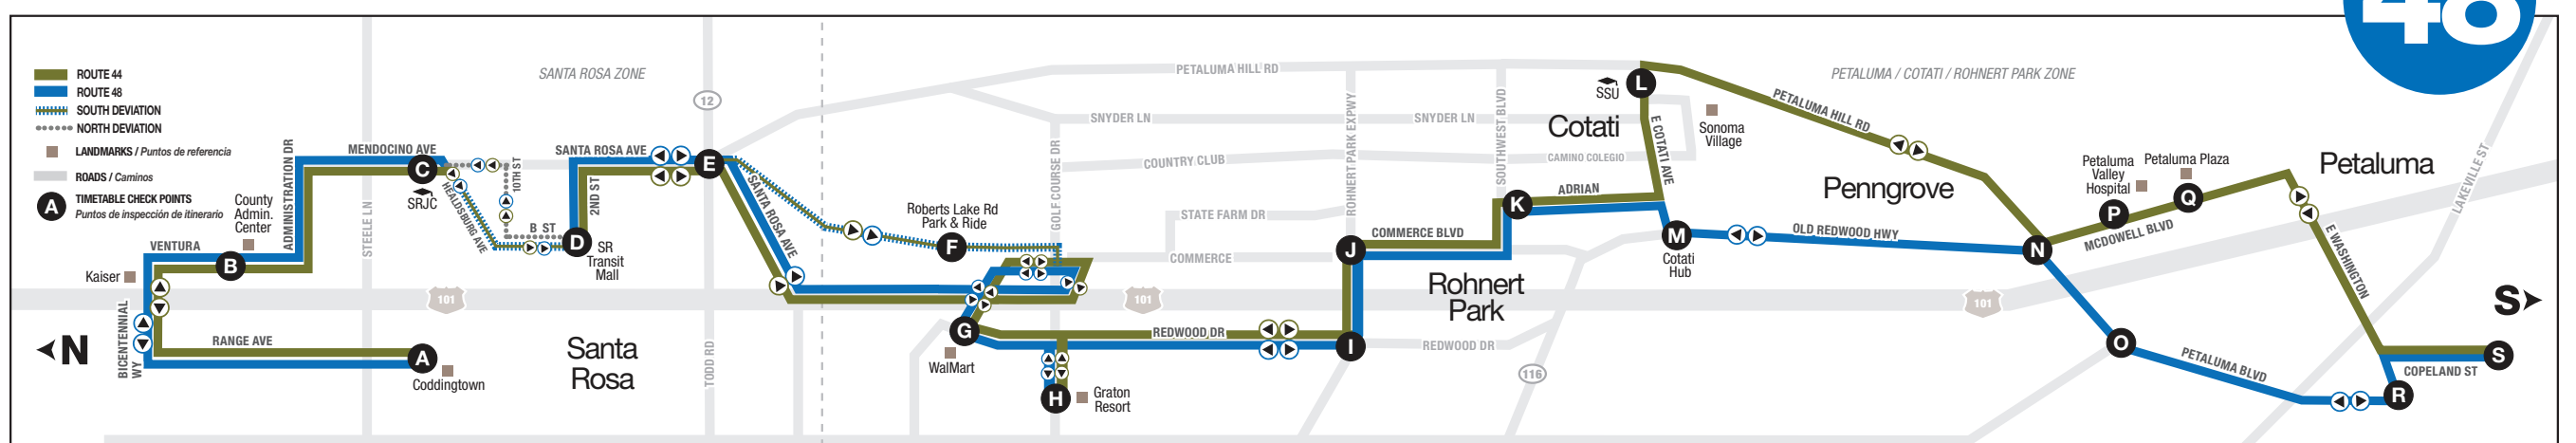 48
ROUTE 44
ROUTE 48
SOUTH DEVIATION
NORTH DEVIATION
LANDMARKS / Puntos de referencia
ROADS / Caminos
A
TIMETABLE CHECK POINTS
Puntos de inspección de itinerario
SANTA ROSA ZONE
PETALUMA / COTATI / ROHNERT PARK ZONE
N
S
Kaiser
BICENTENNIAL
WY
VENTURA
RANGE AVE
A
Coddingtown
B
County
Admin.
Center
ADMINISTRATION DR
MENDOCINO AVE
STEELE LN
C
SRJC
HEALDSBURG AVE
10TH ST
B ST
D
SR
Transit
Mall
2ND ST
SANTA ROSA AVE
E
12
SANTA ROSA AVE
TODD RD
101
Santa
Rosa
F
Roberts Lake Rd
Park & Ride
G
WalMart
H
Graton
Resort
GOLF COURSE DR
PETALUMA HILL RD
SNYDER LN
SNYDER LN
COUNTRY CLUB
CAMINO COLEGIO
STATE FARM DR
COMMERCE
101
REDWOOD DR
I
REDWOOD DR
J
ROHNERT PARK EXPWY
COMMERCE BLVD
Rohnert
Park
SOUTHWEST BLVD
K
ADRIAN
116
Cotati
L
SSU
E COTATI AVE
M
Cotati
Hub
Sonoma
Village
PETALUMA HILL RD
Penngrove
OLD REDWOOD HWY
101
N
MCDOWELL BLVD
O
PETALUMA BLVD
P
Petaluma
Valley
Hospital
Q
Petaluma Plaza
Petaluma
E WASHINGTON
LAKEVILLE ST
R
COPELAND ST
S